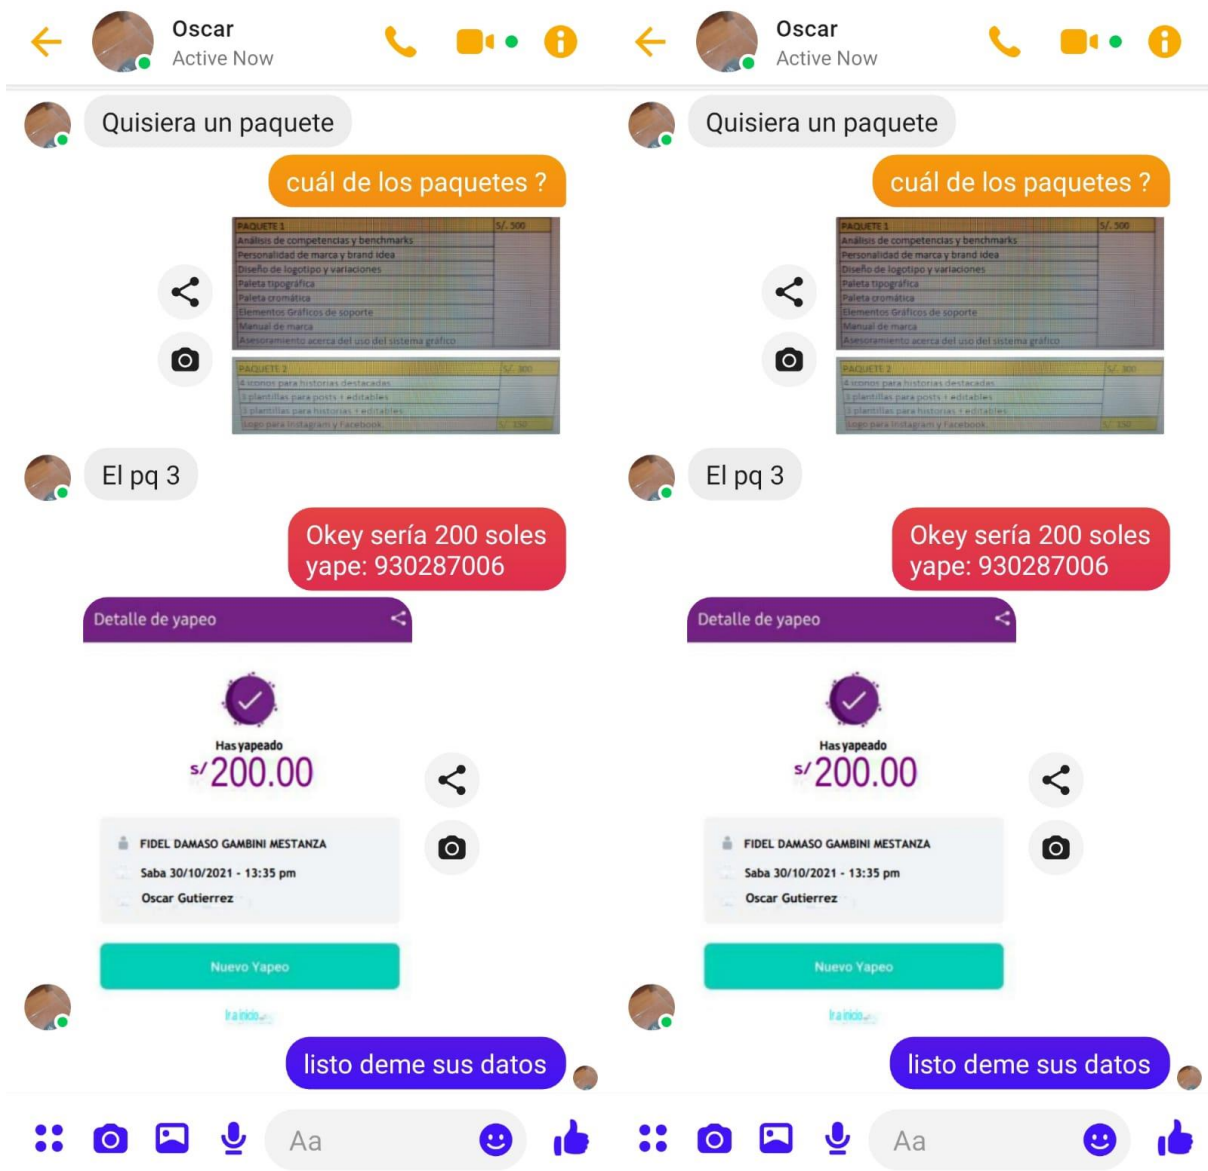 Oscar
Active Now
Quisiera un paquete
cuál de los paquetes ?
PAQUETE 1 S/. 500
Análisis de competencias y benchmarks
Personalidad de marca y brand idea
Diseño de logotipo y variaciones
Paleta tipográfica
Paleta cromática
Elementos Gráficos de soporte
Manual de marca
Asesoramiento acerca del uso del sistema gráfico
PAQUETE 2 S/. 300
4 iconos para historias destacadas
3 plantillas para posts + editables
3 plantillas para historias + editables
Logo para Instagram y Facebook S/. 150
El pq 3
Okey sería 200 soles
yape: 930287006
Detalle de yapeo
Has yapeado
s/ 200.00
FIDEL DAMASO GAMBINI MESTANZA
Saba 30/10/2021 - 13:35 pm
Oscar Gutierrez
Nuevo Yapeo
Ir a inicio
listo deme sus datos
Aa
Oscar
Active Now
Quisiera un paquete
cuál de los paquetes ?
PAQUETE 1 S/. 500
Análisis de competencias y benchmarks
Personalidad de marca y brand idea
Diseño de logotipo y variaciones
Paleta tipográfica
Paleta cromática
Elementos Gráficos de soporte
Manual de marca
Asesoramiento acerca del uso del sistema gráfico
PAQUETE 2 S/. 300
4 iconos para historias destacadas
3 plantillas para posts + editables
3 plantillas para historias + editables
Logo para Instagram y Facebook S/. 150
El pq 3
Okey sería 200 soles
yape: 930287006
Detalle de yapeo
Has yapeado
s/ 200.00
FIDEL DAMASO GAMBINI MESTANZA
Saba 30/10/2021 - 13:35 pm
Oscar Gutierrez
Nuevo Yapeo
Ir a inicio
listo deme sus datos
Aa